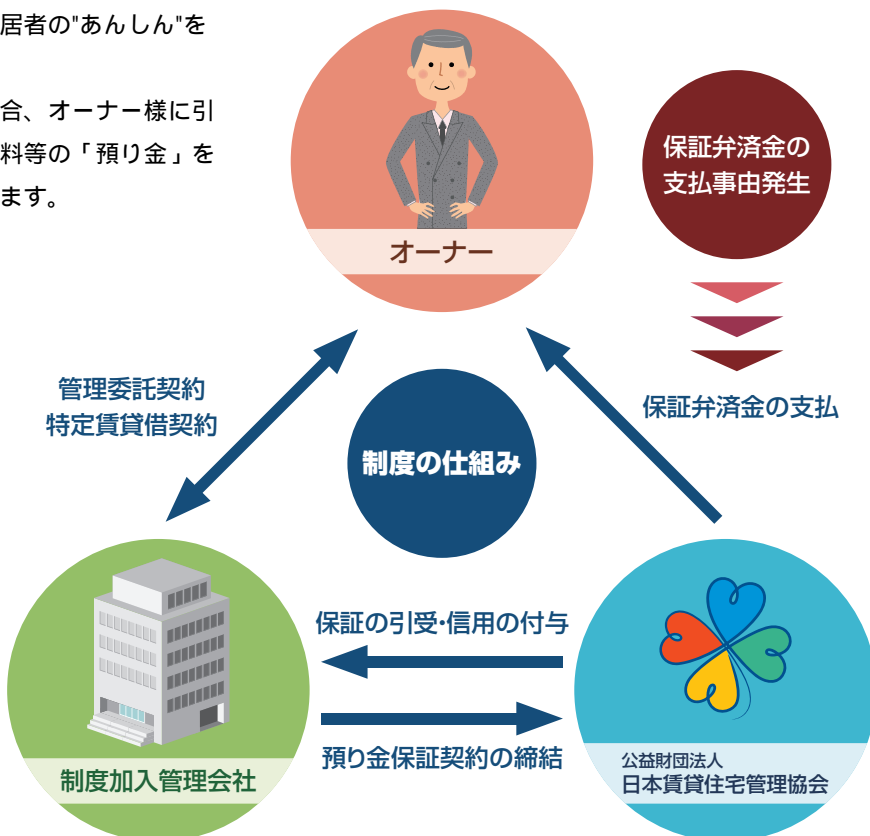 居者の"あんしん"を
合、オーナー様に引
料等の「預り金」を
ます。
オーナー
保証弁済金の
支払事由発生
管理委託契約
特定賃貸借契約
制度の仕組み
保証弁済金の支払
保証の引受・信用の付与
預り金保証契約の締結
制度加入管理会社
公益財団法人
日本賃貸住宅管理協会